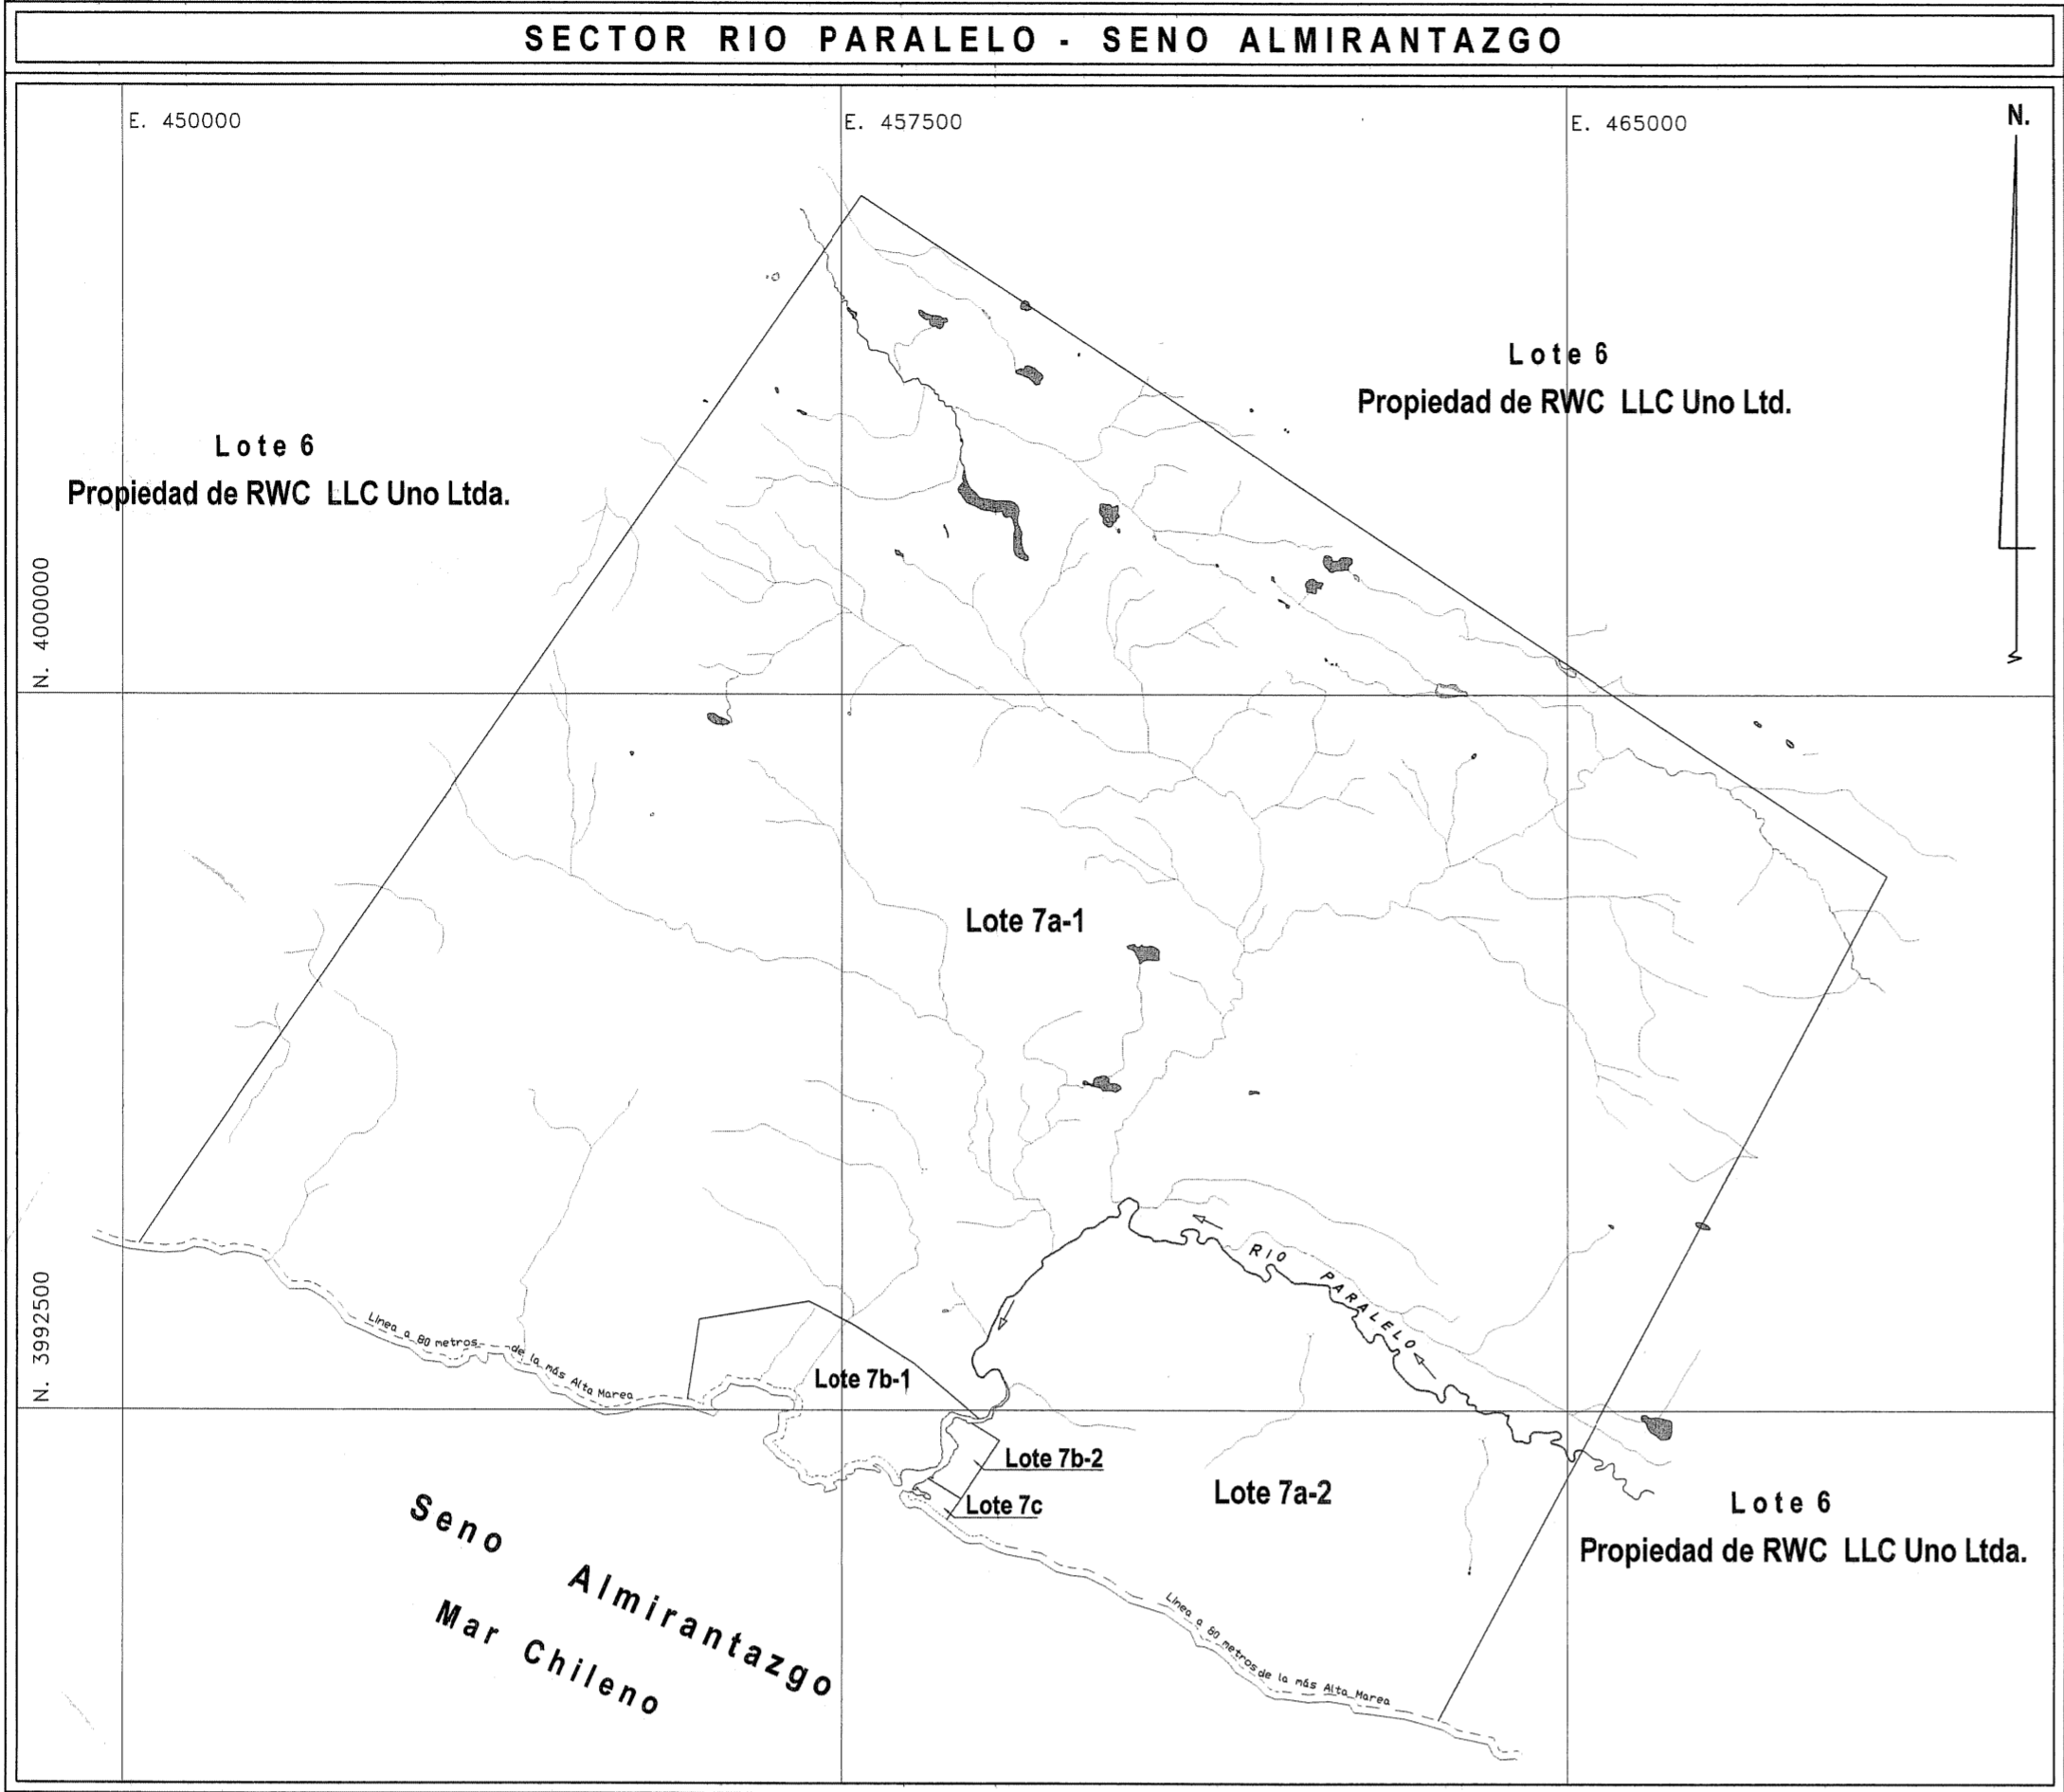 SECTOR RIO PARALELO - SENO ALMIRANTAZGO
E. 450000
E. 457500
E. 465000
N.
Lote 6
Propiedad de RWC LLC Uno Ltd.
Lote 6
Propiedad de RWC LLC Uno Ltda.
N. 4000000
Lote 7a-1
RIO PARALELO
N. 3992500
Línea a 80 metros de la más Alta Marea
Lote 7b-1
Lote 7b-2
Lote 7c
Lote 7a-2
Lote 6
Propiedad de RWC LLC Uno Ltda.
Seno Almirantazgo
Mar Chileno
Línea a 80 metros de la más Alta Marea